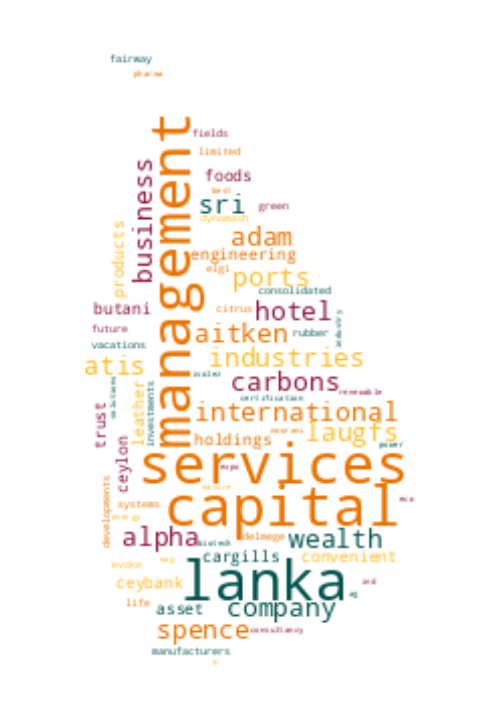 fairway
pharma
management
fields
limited
business
foods
best
sri
green
dynawash
products
adam
engineering
elgi
ports
consolidated
butani
citrus
hotel
future
aitken
rubber
industry
vacations
industries
atis
carbons
renewable
solutions
investments
leather
certification
trust
international
laugfs
holdings
power
ceylon
services
expo
developments
capital
eco
systems
energy
alpha
biotech
delmege
wealth
cargills
convenient
evoke
lanka
ceybank
life
asset
company
spence
consultancy
manufacturers